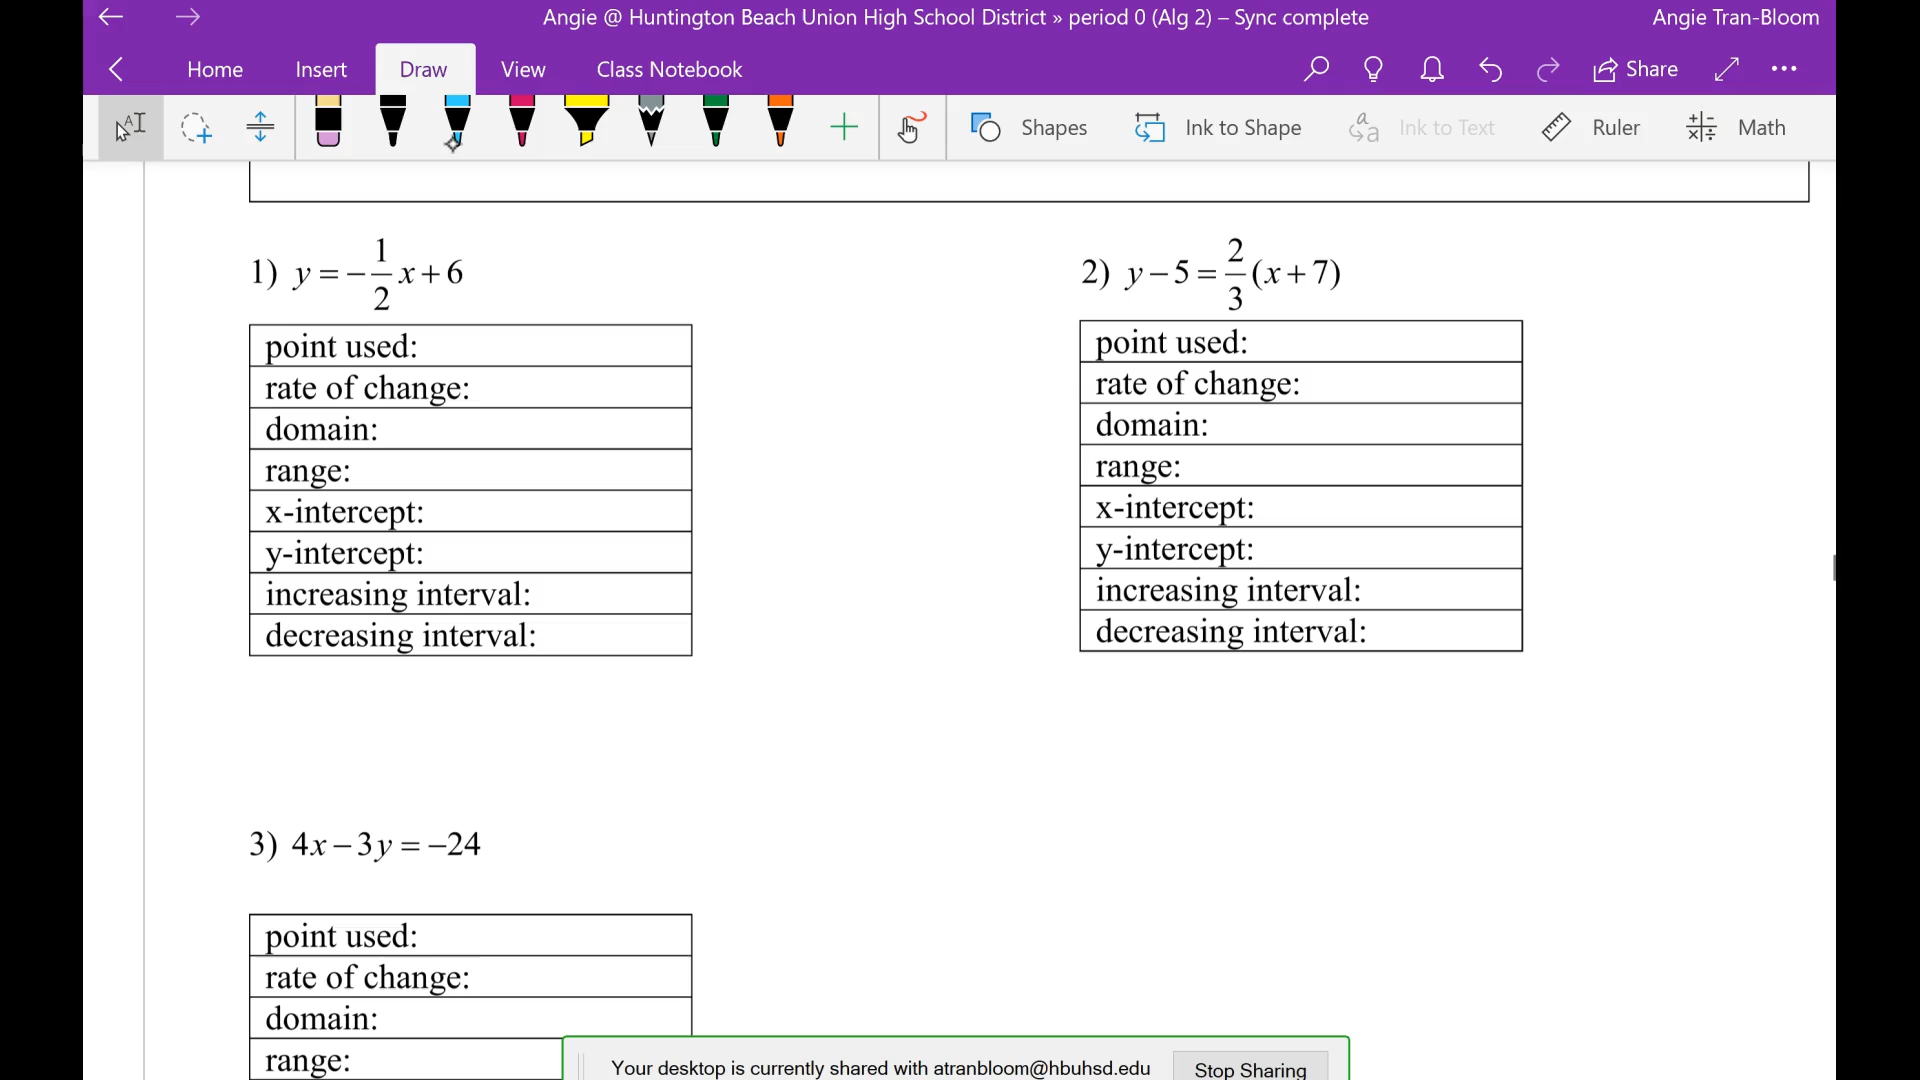 Angie @ Huntington Beach Union High School District » period 0 (Alg 2) – Sync complete
Angie Tran-Bloom
Home Insert Draw View Class Notebook Share
Shapes Ink to Shape Ink to Text Ruler Math
1) y = -1/2 x + 6
point used:
rate of change:
domain:
range:
x-intercept:
y-intercept:
increasing interval:
decreasing interval:
2) y – 5 = 2/3 (x + 7)
point used:
rate of change:
domain:
range:
x-intercept:
y-intercept:
increasing interval:
decreasing interval:
3) 4x – 3y = –24
point used:
rate of change:
domain:
range:
Your desktop is currently shared with atranbloom@hbuhsd.edu
Stop Sharing